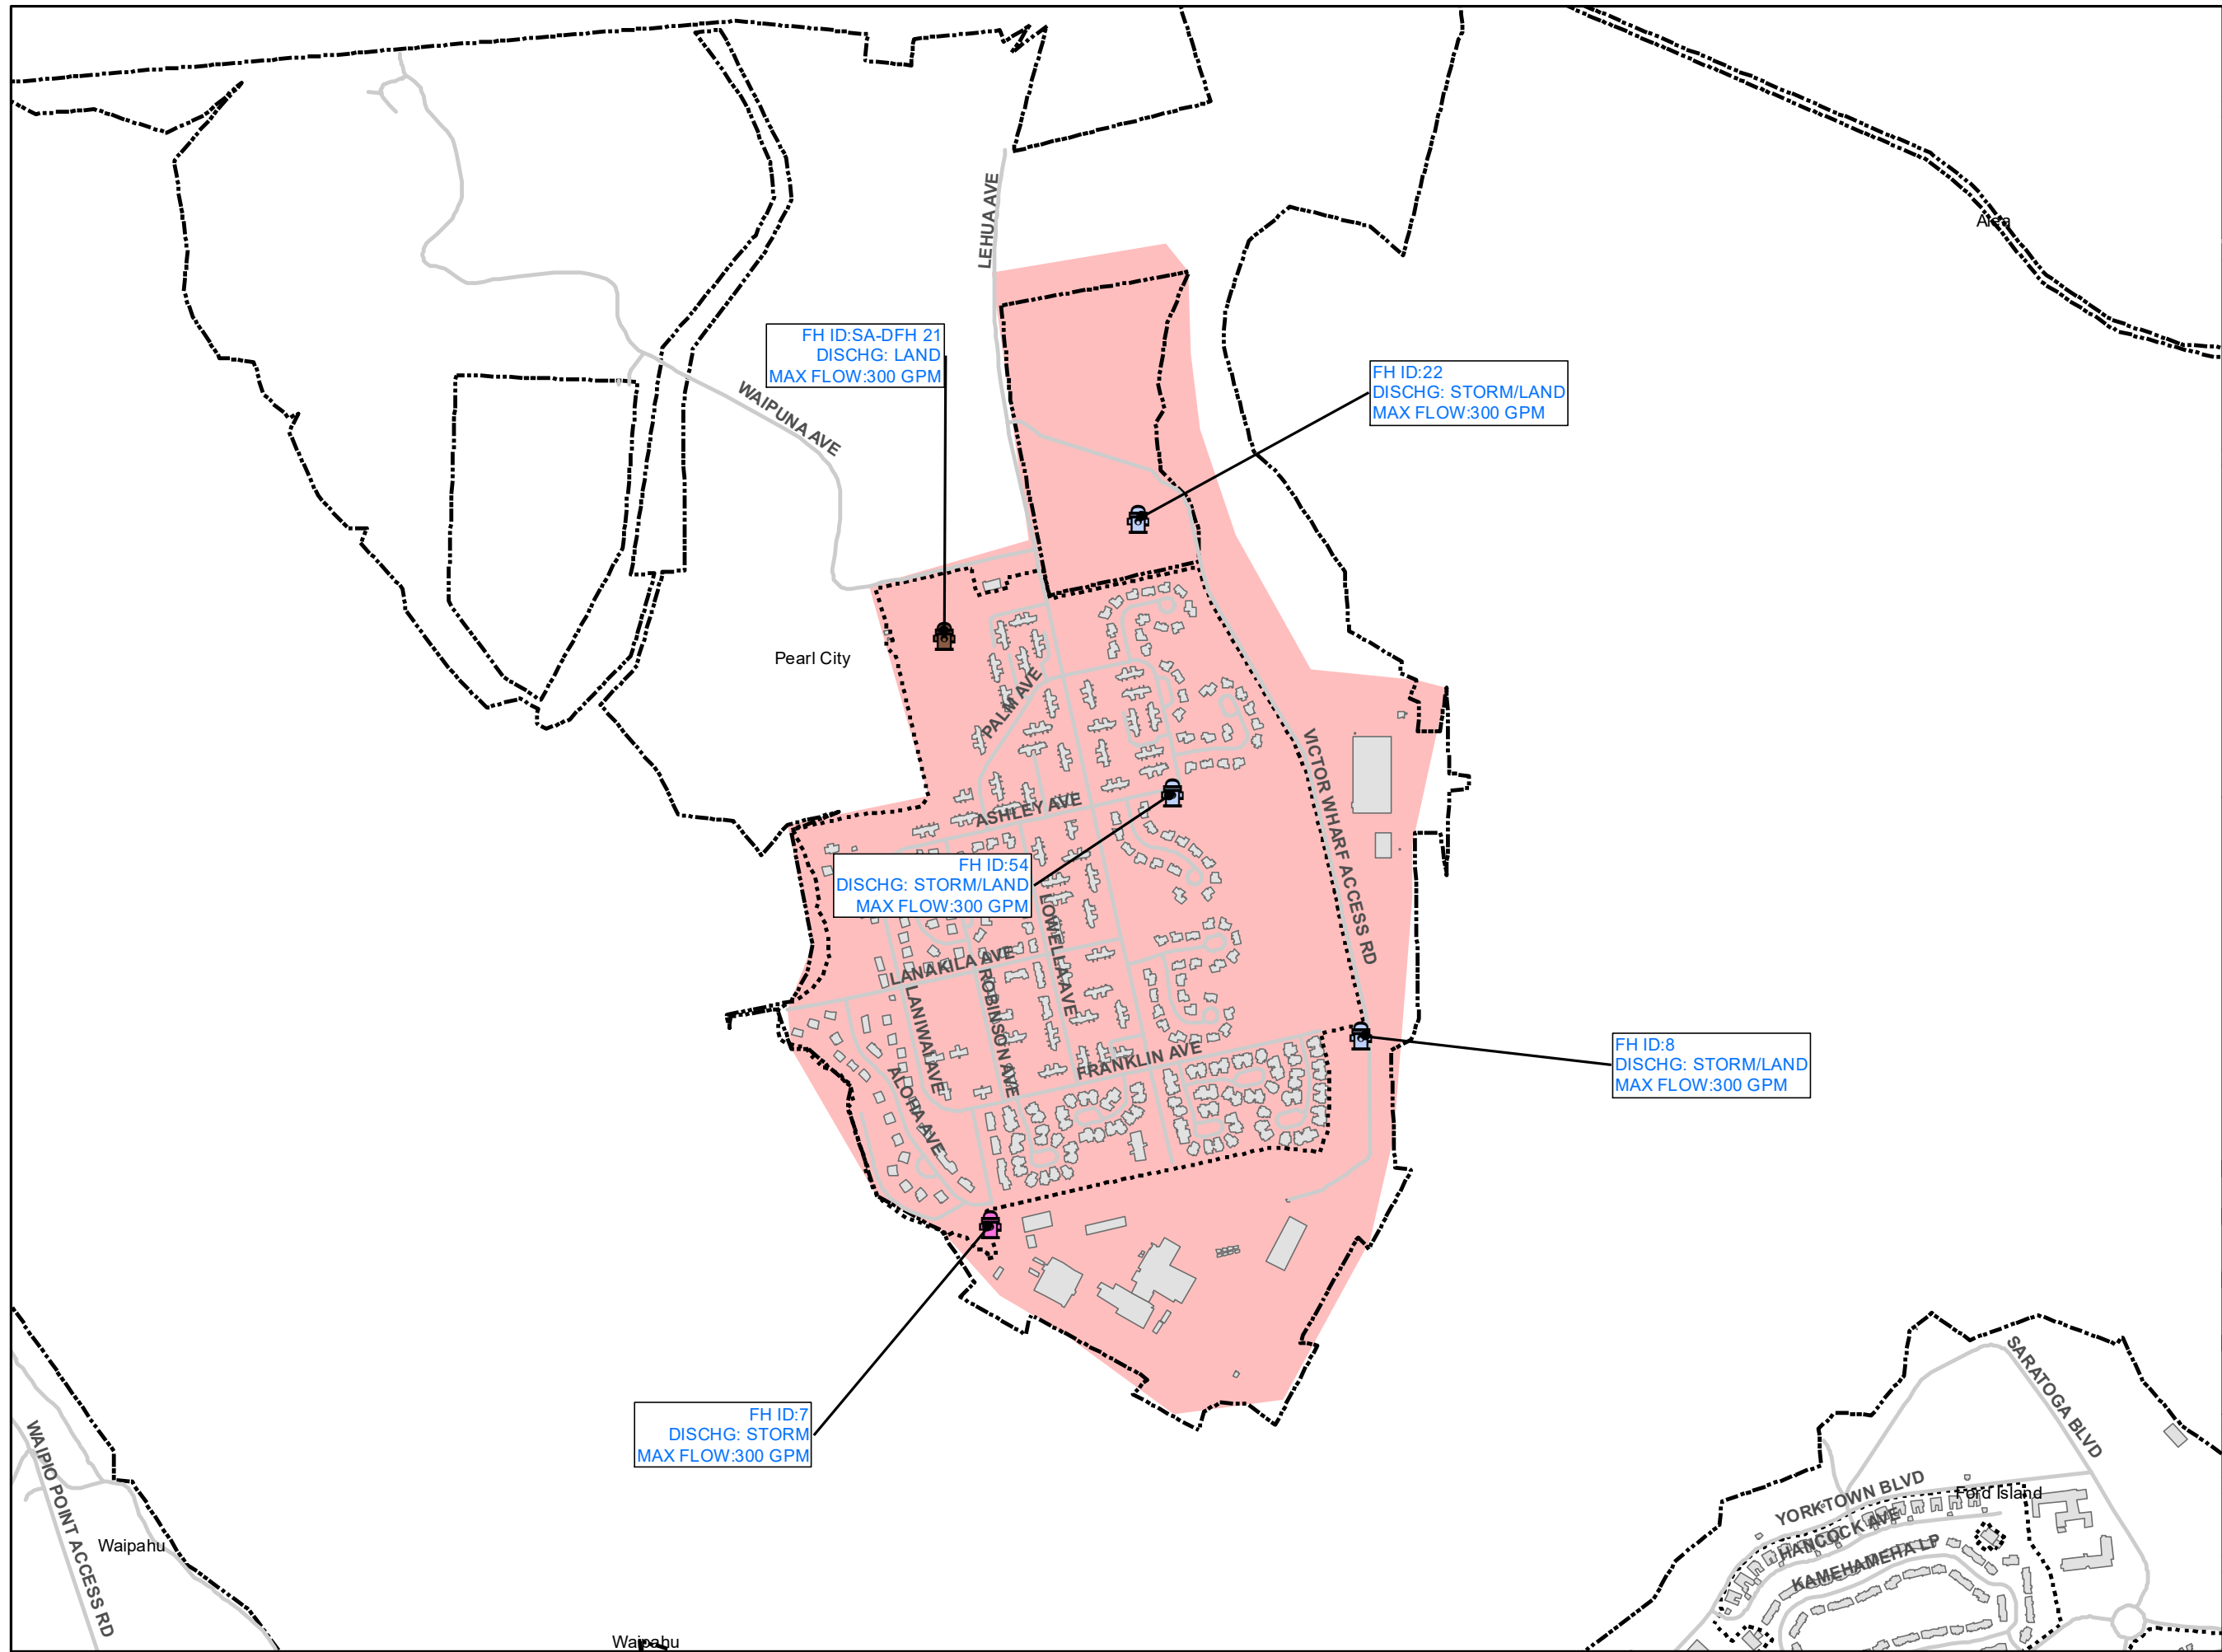 Aiea
LEHUA AVE
FH ID:SA-DFH 21
DISCHG: LAND
MAX FLOW:300 GPM
FH ID:22
DISCHG: STORM/LAND
MAX FLOW:300 GPM
WAIPUNA AVE
Pearl City
PALM AVE
VICTOR WHARF ACCESS RD
ASHLEY AVE
FH ID:54
DISCHG: STORM/LAND
MAX FLOW:300 GPM
LOWELL AVE
LANAKILA AVE
ROBINSON AVE
LANIWAI AVE
FRANKLIN AVE
ALOHA AVE
FH ID:8
DISCHG: STORM/LAND
MAX FLOW:300 GPM
FH ID:7
DISCHG: STORM
MAX FLOW:300 GPM
SARATOGA BLVD
WAIPIO POINT ACCESS RD
YORKTOWN BLVD
Ford Island
HANCOCK AVE
Waipahu
KAMEHAMEHA LP
Waipahu